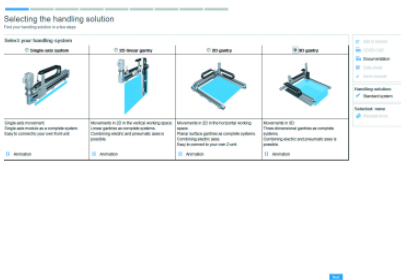 Selecting the handling solution
Find your handling solution in a few steps
Select your handling system
Single-axis system
2D-linear gantry
2D gantry
3D gantry
Single-axis movement.
Single-axis module as a complete system.
Easy to connect to your own front unit.
Movements in 2D in the vertical working space.
Linear gantries as complete systems.
Combining electric and pneumatic axes is
possible.
Movements in 2D in the horizontal working
space.
Planar surface gantries as complete systems.
Combining electric axes.
Easy to connect to your own Z-unit.
Movements in 3D.
Three-dimensional gantries as complete
systems.
Combining electric and pneumatic axes is
possible.
Animation
Animation
Animation
Animation
Documentation
Handling solution
Standard system